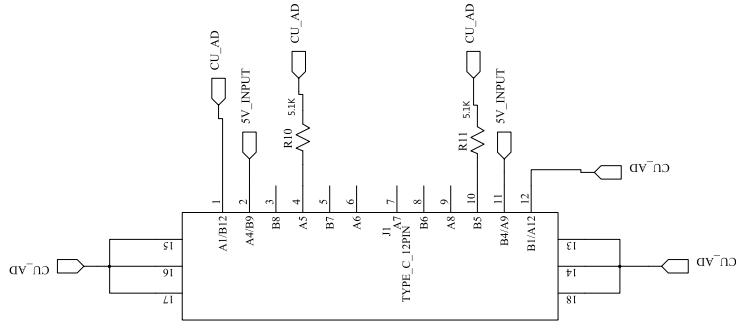 CU_AD
5V_INPUT
CU_AD
5.1K
R10
CU_AD
5.1K
R11
5V_INPUT
CU_AD
1
2
3
4
5
6
7
8
9
10
11
12
A1/B12
A4/B9
B8
A5
B7
A6
A7
B6
A8
B5
B4/A9
B1/A12
J1
TYPE_C_12PIN
CU_AD
15
16
17
13
14
18
CU_AD